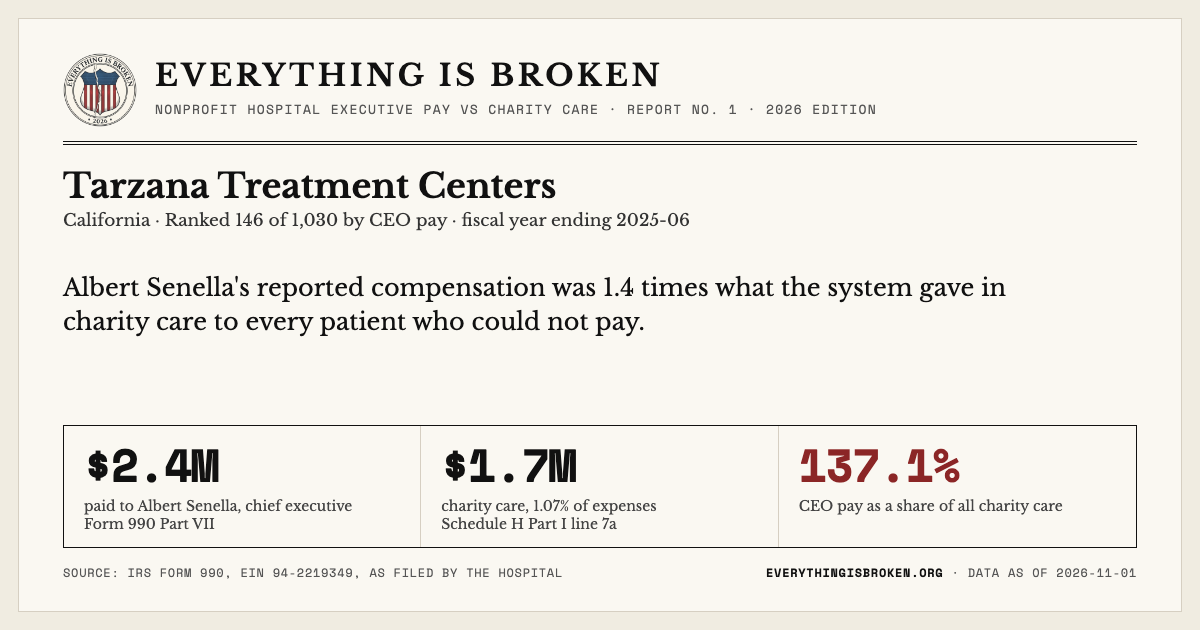 EVERYTHING IS BROKEN
· 2026 ·
EVERYTHING IS BROKEN
NONPROFIT HOSPITAL EXECUTIVE PAY VS CHARITY CARE · REPORT NO. 1 · 2026 EDITION
Tarzana Treatment Centers
California · Ranked 146 of 1,030 by CEO pay · fiscal year ending 2025-06
Albert Senella's reported compensation was 1.4 times what the system gave in
charity care to every patient who could not pay.
$2.4M
paid to Albert Senella, chief executive
Form 990 Part VII
$1.7M
charity care, 1.07% of expenses
Schedule H Part I line 7a
137.1%
CEO pay as a share of all charity care
SOURCE: IRS FORM 990, EIN 94-2219349, AS FILED BY THE HOSPITAL
EVERYTHINGISBROKEN.ORG · DATA AS OF 2026-11-01